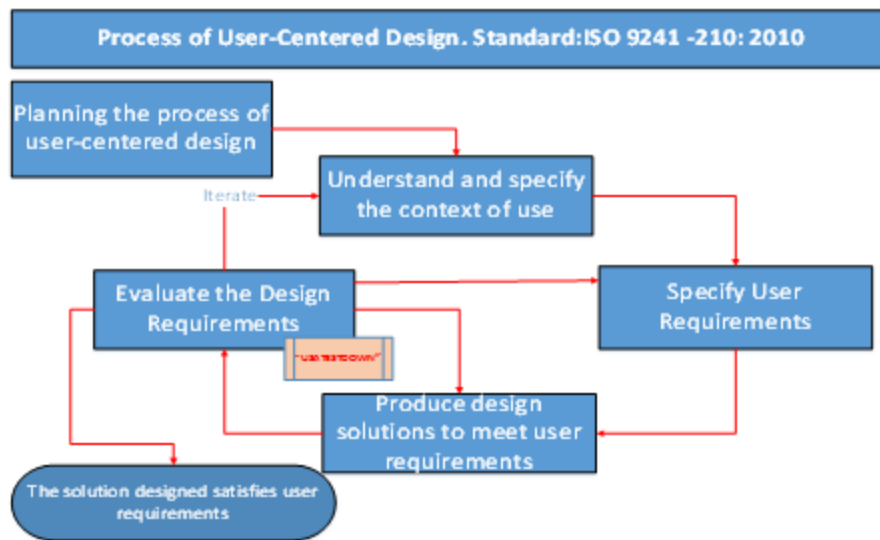 Process of User-Centered Design. Standard:ISO 9241 -210: 2010
Planning the process of
user-centered design
Understand and specify
the context of use
Iterate
Evaluate the Design
Requirements
Specify User
Requirements
"USATESTDOWN"
Produce design
solutions to meet user
requirements
The solution designed satisfies user
requirements